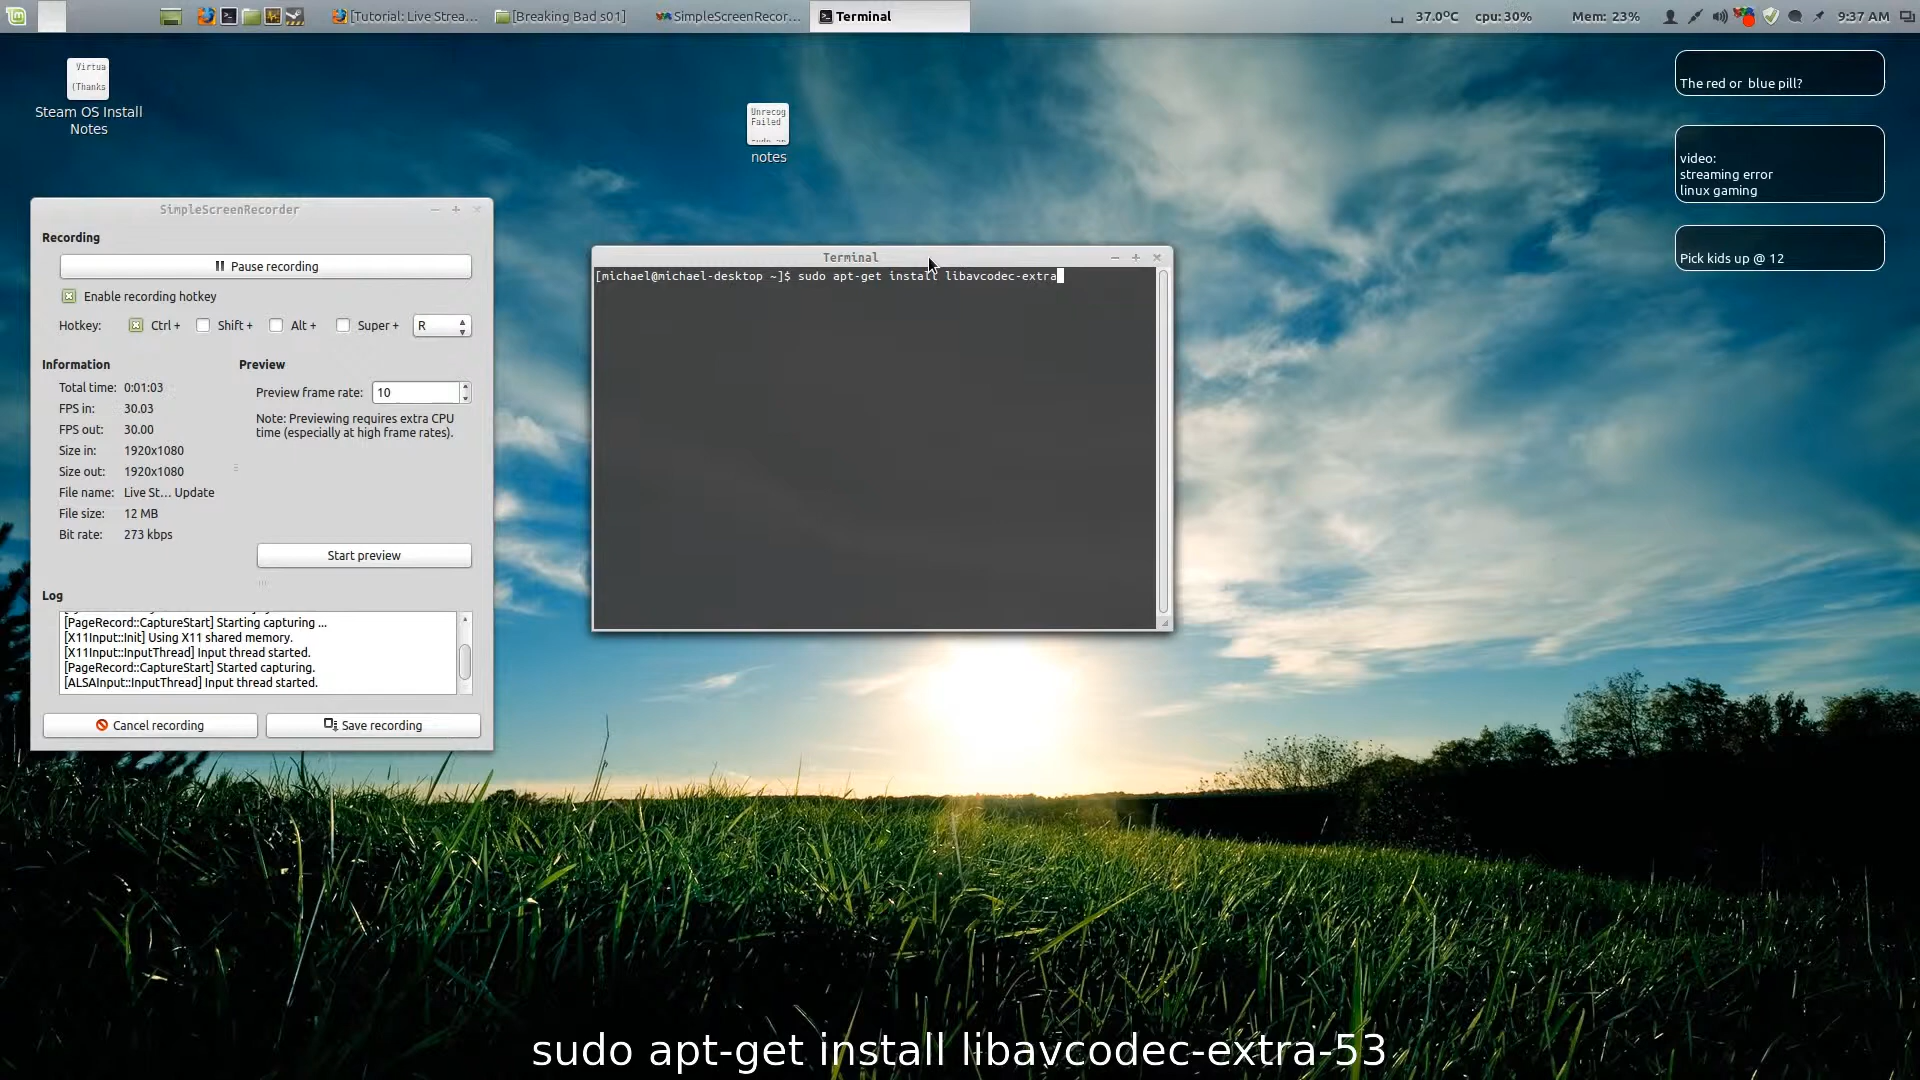 [Tutorial: Live Strea...
[Breaking Bad s01]
SimpleScreenRecor...
Terminal
37.0°C
cpu: 30%
Mem: 23%
9:37 AM
Virtua
(Thanks
Steam OS Install
Notes
Unrecog
Failed
notes
The red or blue pill?
video:
streaming error
linux gaming
Pick kids up @ 12
SimpleScreenRecorder
Recording
Pause recording
Enable recording hotkey
Hotkey: Ctrl + Shift + Alt + Super + R
Information
Total time: 0:01:03
FPS in: 30.03
FPS out: 30.00
Size in: 1920x1080
Size out: 1920x1080
File name: Live St... Update
File size: 12 MB
Bit rate: 273 kbps
Preview
Preview frame rate: 10
Note: Previewing requires extra CPU
time (especially at high frame rates).
Start preview
Log
[PageRecord::CaptureStart] Starting capturing ...
[X11Input::Init] Using X11 shared memory.
[X11Input::InputThread] Input thread started.
[PageRecord::CaptureStart] Started capturing.
[ALSAInput::InputThread] Input thread started.
Cancel recording
Save recording
Terminal
[michael@michael-desktop ~]$ sudo apt-get install libavcodec-extra
sudo apt-get install libavcodec-extra-53